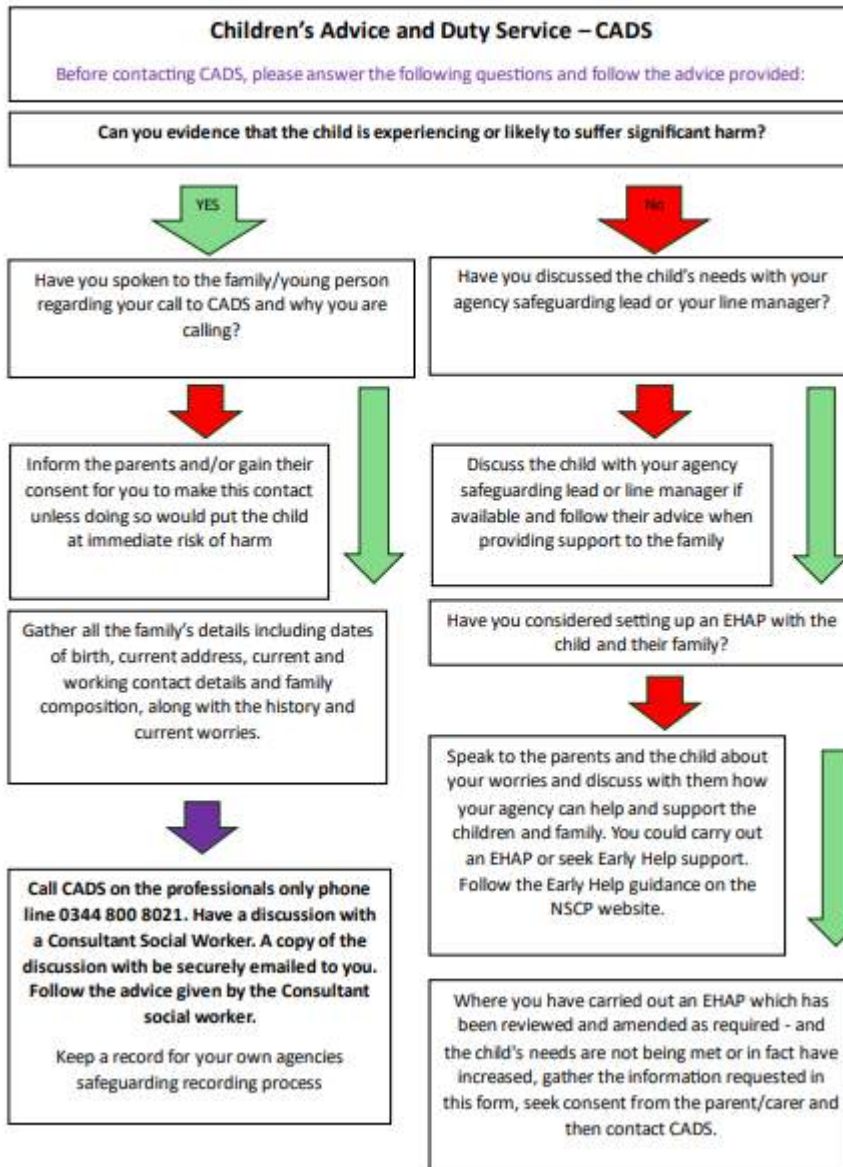 Children's Advice and Duty Service – CADS
Before contacting CADS, please answer the following questions and follow the advice provided:
Can you evidence that the child is experiencing or likely to suffer significant harm?
YES
No
Have you spoken to the family/young person
regarding your call to CADS and why you are
calling?
Have you discussed the child's needs with your
agency safeguarding lead or your line manager?
Inform the parents and/or gain their
consent for you to make this contact
unless doing so would put the child
at immediate risk of harm
Discuss the child with your agency
safeguarding lead or line manager if
available and follow their advice when
providing support to the family
Gather all the family's details including dates
of birth, current address, current and
working contact details and family
composition, along with the history and
current worries.
Have you considered setting up an EHAP with the
child and their family?
Speak to the parents and the child about
your worries and discuss with them how
your agency can help and support the
children and family. You could carry out
an EHAP or seek Early Help support.
Follow the Early Help guidance on the
NSCP website.
Call CADS on the professionals only phone
line 0344 800 8021. Have a discussion with
a Consultant Social Worker. A copy of the
discussion with be securely emailed to you.
Follow the advice given by the Consultant
social worker.
Keep a record for your own agencies
safeguarding recording process
Where you have carried out an EHAP which has
been reviewed and amended as required - and
the child's needs are not being met or in fact have
increased, gather the information requested in
this form, seek consent from the parent/carer and
then contact CADS.